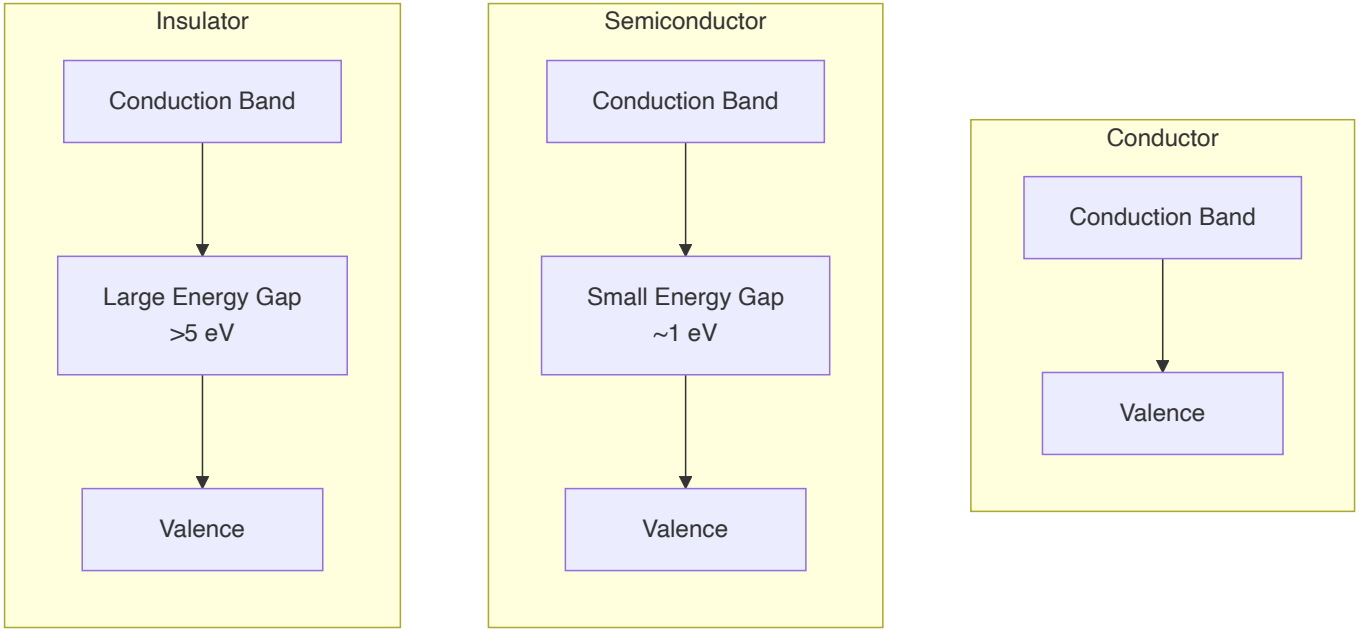 Insulator
Conduction Band
Large Energy Gap
>5 eV
Valence
Semiconductor
Conduction Band
Small Energy Gap
~1 eV
Valence
Conductor
Conduction Band
Valence